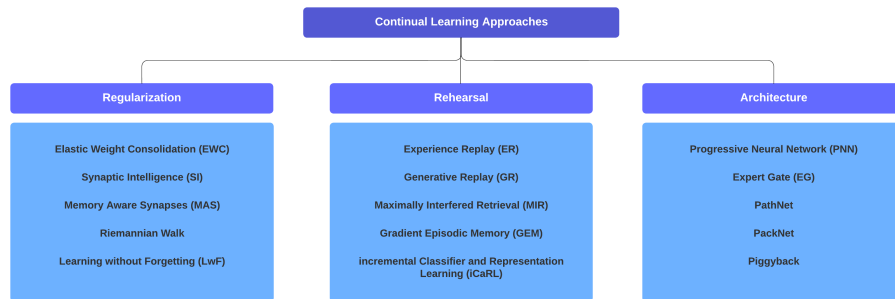 Continual Learning Approaches
Regularization
Elastic Weight Consolidation (EWC)
Synaptic Intelligence (SI)
Memory Aware Synapses (MAS)
Riemannian Walk
Learning without Forgetting (LwF)
Rehearsal
Experience Replay (ER)
Generative Replay (GR)
Maximally Interfered Retrieval (MIR)
Gradient Episodic Memory (GEM)
incremental Classifier and Representation
Learning (iCaRL)
Architecture
Progressive Neural Network (PNN)
Expert Gate (EG)
PathNet
PackNet
Piggyback